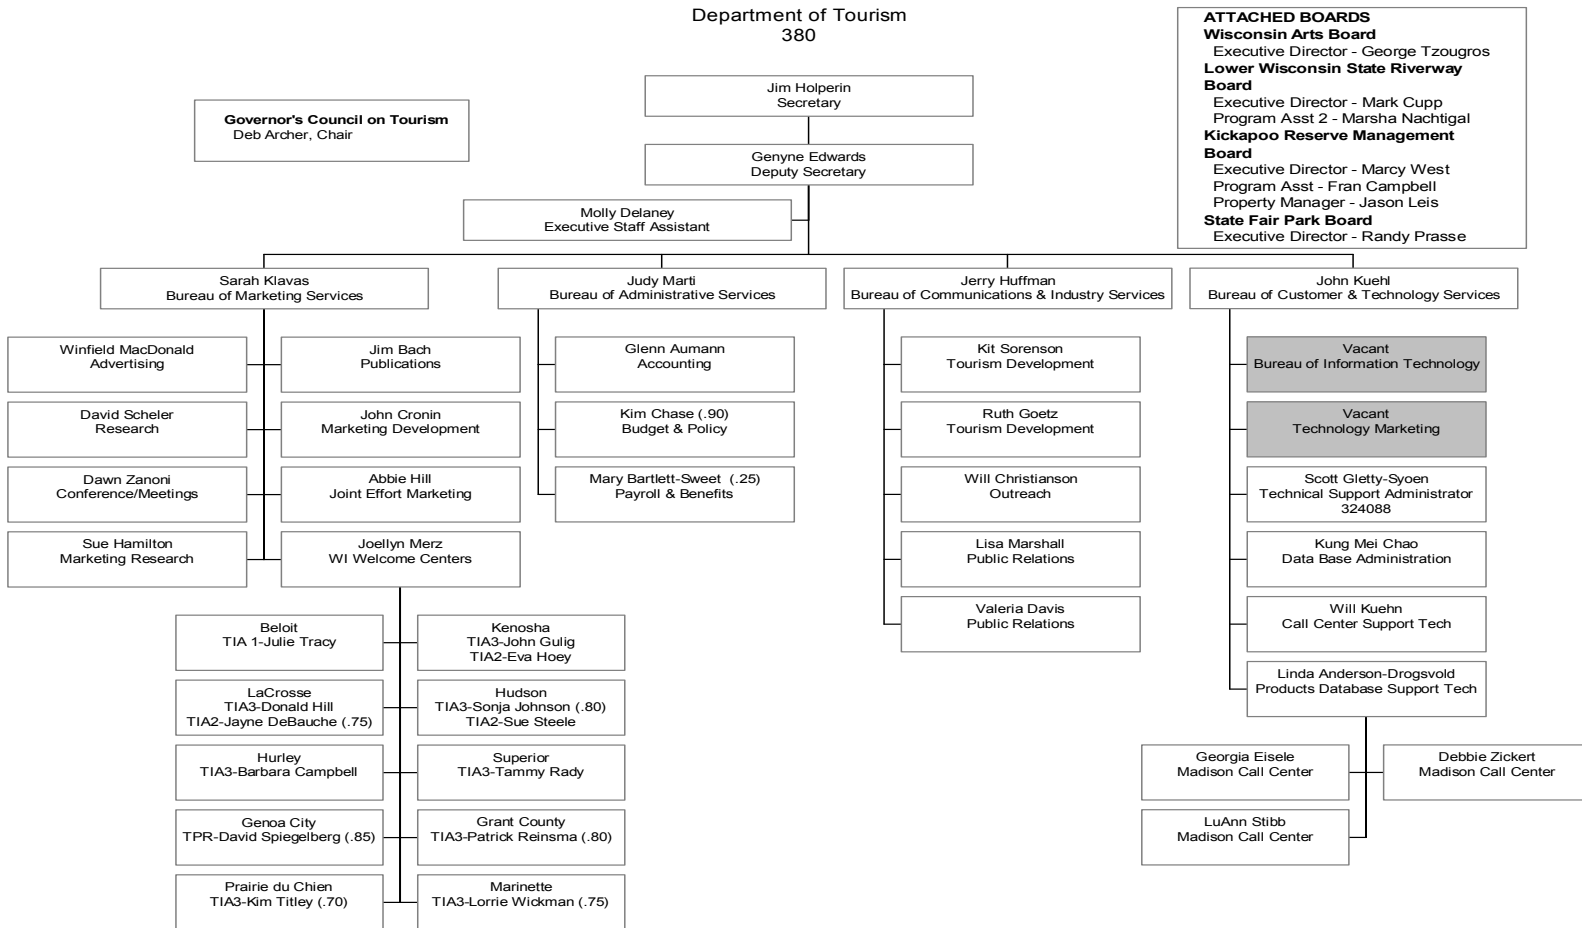 Department of Tourism
380
ATTACHED BOARDS
Wisconsin Arts Board
Executive Director - George Tzougros
Lower Wisconsin State Riverway
Board
Executive Director - Mark Cupp
Program Asst 2 - Marsha Nachtigal
Kickapoo Reserve Management
Board
Executive Director - Marcy West
Program Asst - Fran Campbell
Property Manager - Jason Leis
State Fair Park Board
Executive Director - Randy Prasse
Governor's Council on Tourism
Deb Archer, Chair
Jim Holperin
Secretary
Genyne Edwards
Deputy Secretary
Molly Delaney
Executive Staff Assistant
Sarah Klavas
Bureau of Marketing Services
Judy Marti
Bureau of Administrative Services
Jerry Huffman
Bureau of Communications & Industry Services
John Kuehl
Bureau of Customer & Technology Services
Winfield MacDonald
Advertising
Jim Bach
Publications
David Scheler
Research
John Cronin
Marketing Development
Dawn Zanoni
Conference/Meetings
Abbie Hill
Joint Effort Marketing
Sue Hamilton
Marketing Research
Joellyn Merz
WI Welcome Centers
Beloit
TIA 1-Julie Tracy
Kenosha
TIA3-John Gulig
TIA2-Eva Hoey
LaCrosse
TIA3-Donald Hill
TIA2-Jayne DeBauche (.75)
Hudson
TIA3-Sonja Johnson (.80)
TIA2-Sue Steele
Hurley
TIA3-Barbara Campbell
Superior
TIA3-Tammy Rady
Genoa City
TPR-David Spiegelberg (.85)
Grant County
TIA3-Patrick Reinsma (.80)
Prairie du Chien
TIA3-Kim Titley (.70)
Marinette
TIA3-Lorrie Wickman (.75)
Glenn Aumann
Accounting
Kim Chase (.90)
Budget & Policy
Mary Bartlett-Sweet (.25)
Payroll & Benefits
Kit Sorenson
Tourism Development
Ruth Goetz
Tourism Development
Will Christianson
Outreach
Lisa Marshall
Public Relations
Valeria Davis
Public Relations
Vacant
Bureau of Information Technology
Vacant
Technology Marketing
Scott Gletty-Syoen
Technical Support Administrator
324088
Kung Mei Chao
Data Base Administration
Will Kuehn
Call Center Support Tech
Linda Anderson-Drogsvold
Products Database Support Tech
Georgia Eisele
Madison Call Center
Debbie Zickert
Madison Call Center
LuAnn Stibb
Madison Call Center